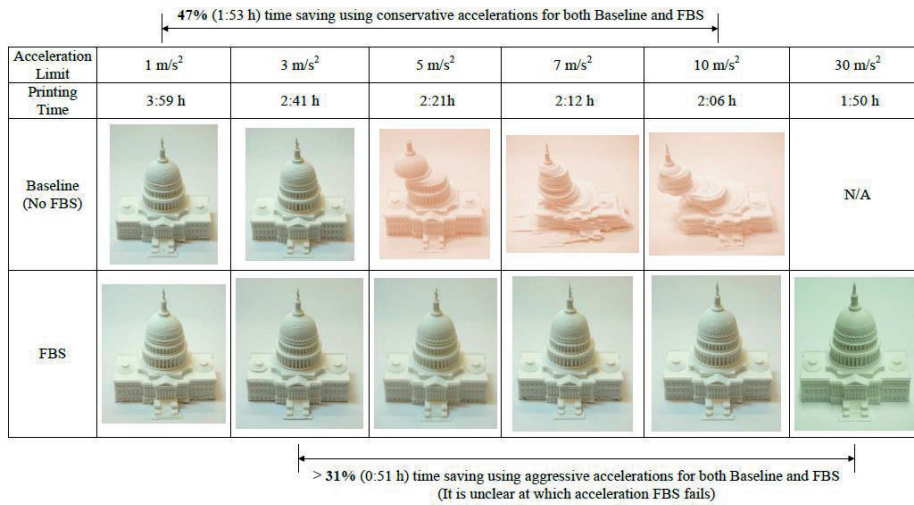 47% (1:53 h) time saving using conservative accelerations for both Baseline and FBS
Acceleration Limit 1 m/s² 3 m/s² 5 m/s² 7 m/s² 10 m/s² 30 m/s²
Printing Time 3:59 h 2:41 h 2:21h 2:12 h 2:06 h 1:50 h
Baseline
(No FBS)
N/A
FBS
> 31% (0:51 h) time saving using aggressive accelerations for both Baseline and FBS
(It is unclear at which acceleration FBS fails)